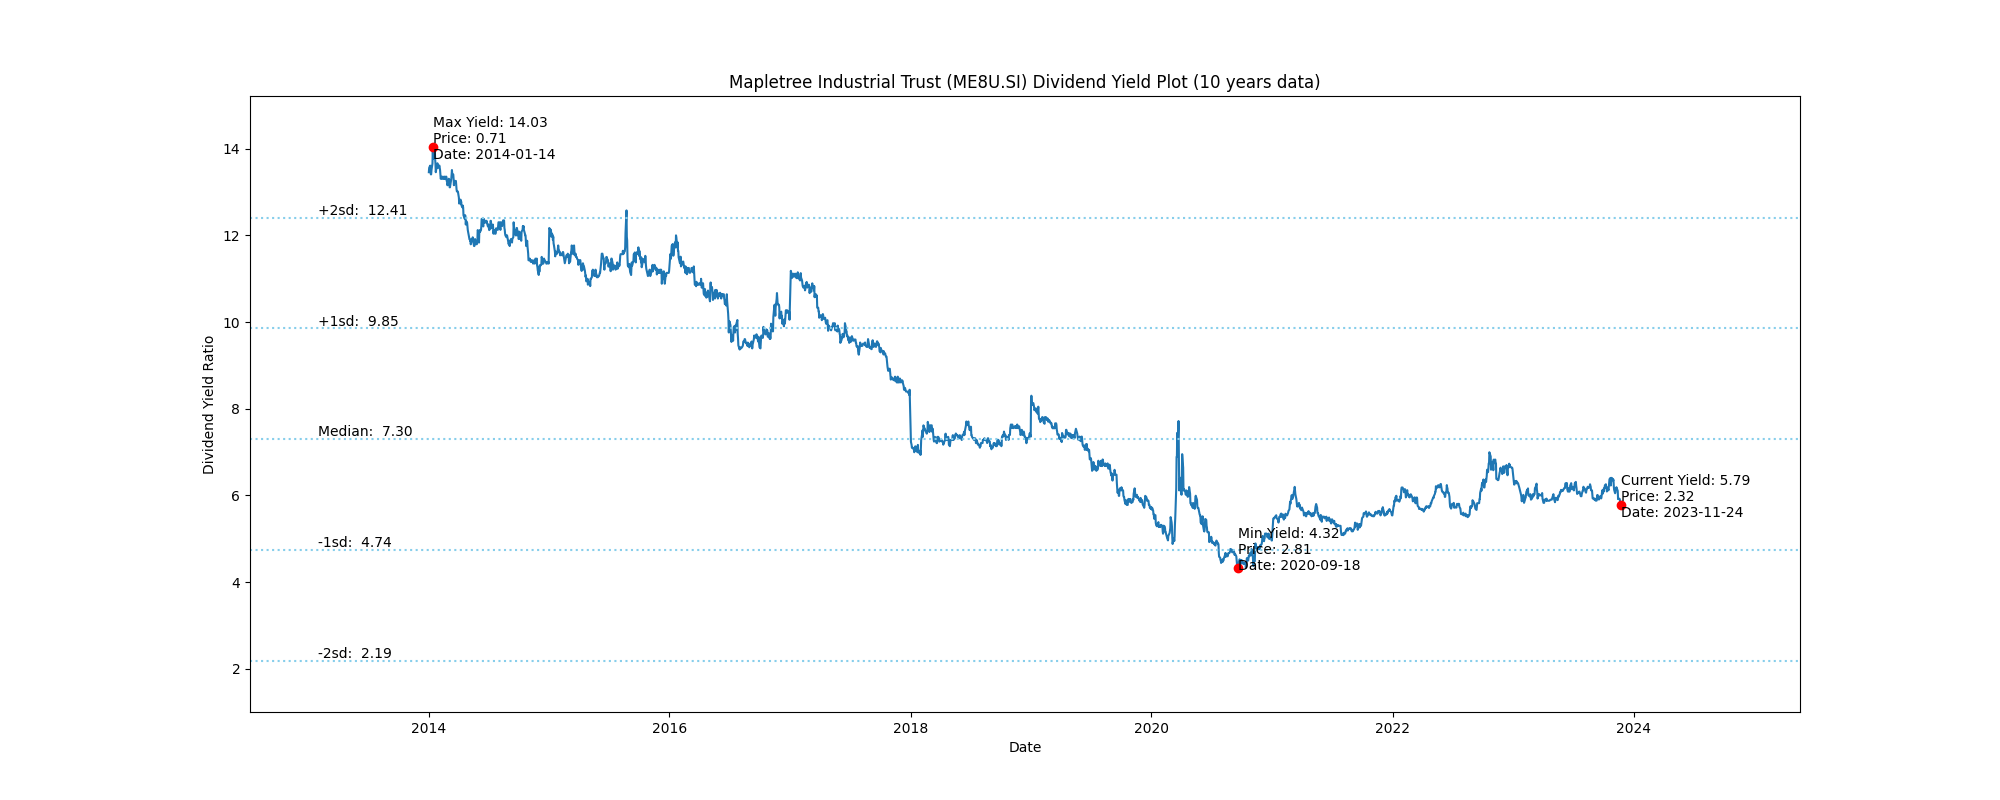 Mapletree Industrial Trust (ME8U.SI) Dividend Yield Plot (10 years data)
Max Yield: 14.03
Price: 0.71
Date: 2014-01-14
+2sd:  12.41
+1sd:  9.85
Median:  7.30
-1sd:  4.74
-2sd:  2.19
Current Yield: 5.79
Price: 2.32
Date: 2023-11-24
Min Yield: 4.32
Price: 2.81
Date: 2020-09-18
Dividend Yield Ratio
14
12
10
8
6
4
2
2014
2016
2018
2020
2022
2024
Date